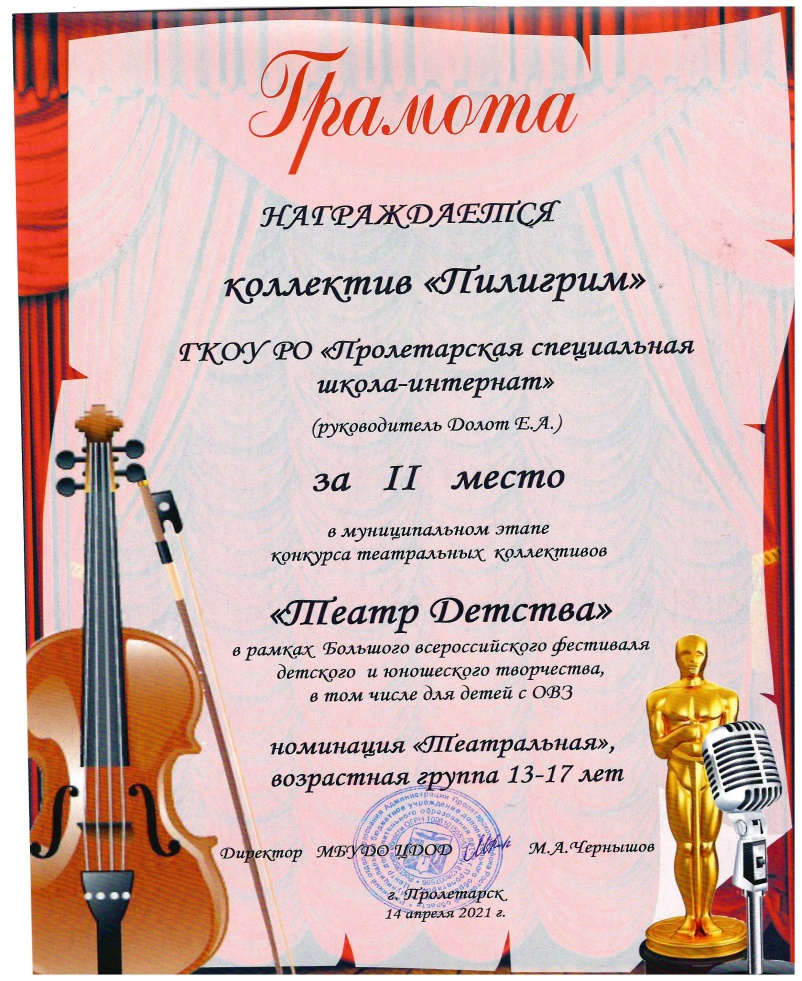 Грамота
НАГРАЖДАЕТСЯ
коллектив «Пилигрим»
ГКОУ РО «Пролетарская специальная
школа-интернат»
(руководитель Долот Е.А.)
за II место
в муниципальном этапе
конкурса театральных коллективов
«Театр Детства»
в рамках Большого всероссийского фестиваля
детского и юношеского творчества,
в том числе для детей с ОВЗ
номинация «Театральная»,
возрастная группа 13-17 лет
Директор МБУДО ЦДОД М.А.Чернышов
г. Пролетарск
14 апреля 2021 г.